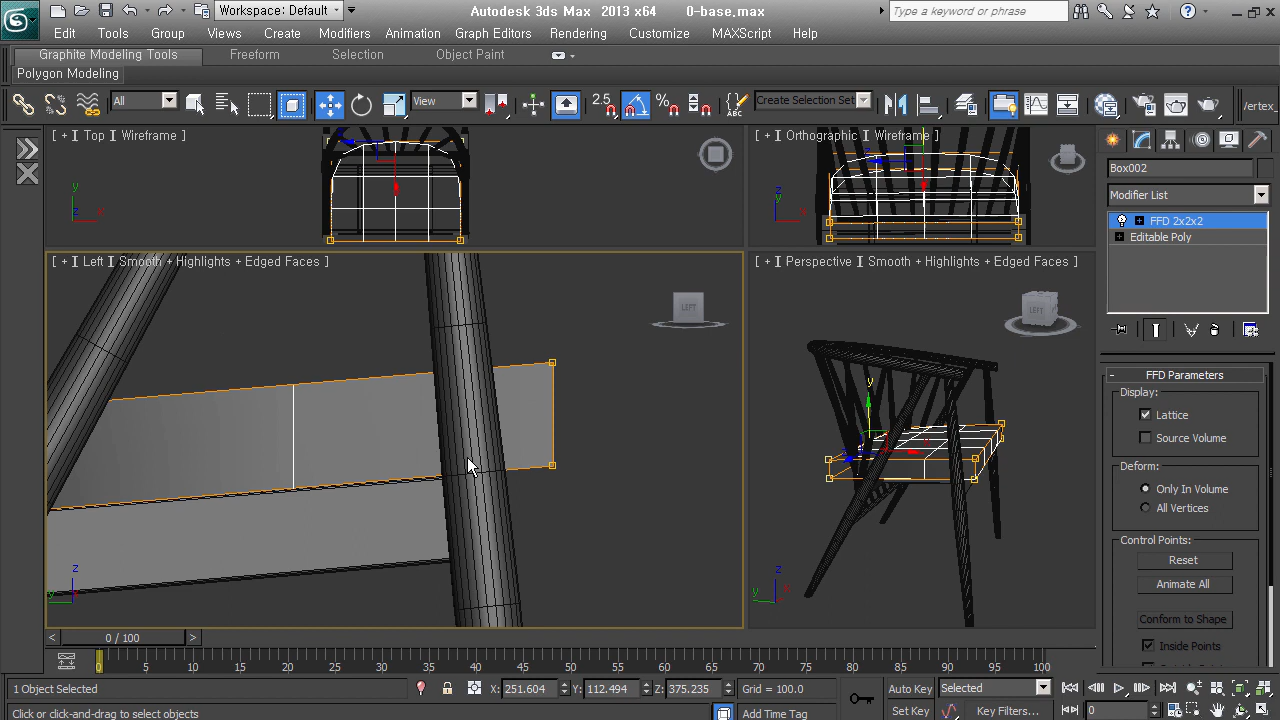 Workspace: Default
Autodesk 3ds Max 2013 x64 0-base.max
Type a keyword or phrase
Edit Tools Group Views Create Modifiers Animation Graph Editors Rendering Customize MAXScript Help
Graphite Modeling Tools Freeform Selection Object Paint
Polygon Modeling
All
View
2.5
%
ABC
Create Selection Set
/ertex
[ + ] Top ] Wireframe ]
[ + ] Orthographic ] Wireframe ]
Box002
Modifier List
FFD 2x2x2
Editable Poly
[ + ] Left ] Smooth + Highlights + Edged Faces ]
[ + ] Perspective ] Smooth + Highlights + Edged Faces ]
LEFT
LEFT
y
z
y
z
y
z
z
y
- FFD Parameters
Display:
Lattice
Source Volume
Deform:
Only In Volume
All Vertices
Control Points:
Reset
Animate All
Conform to Shape
Inside Points
< 0 / 100 >
0 5 10 15 20 25 30 35 40 45 50 55 60 65 70 75 80 85 90 95 100
1 Object Selected
X: 251.604 Y: 112.494 Z: 375.235 Grid = 100.0
Auto Key Selected
Click or click-and-drag to select objects
Add Time Tag
Set Key Key Filters... 0